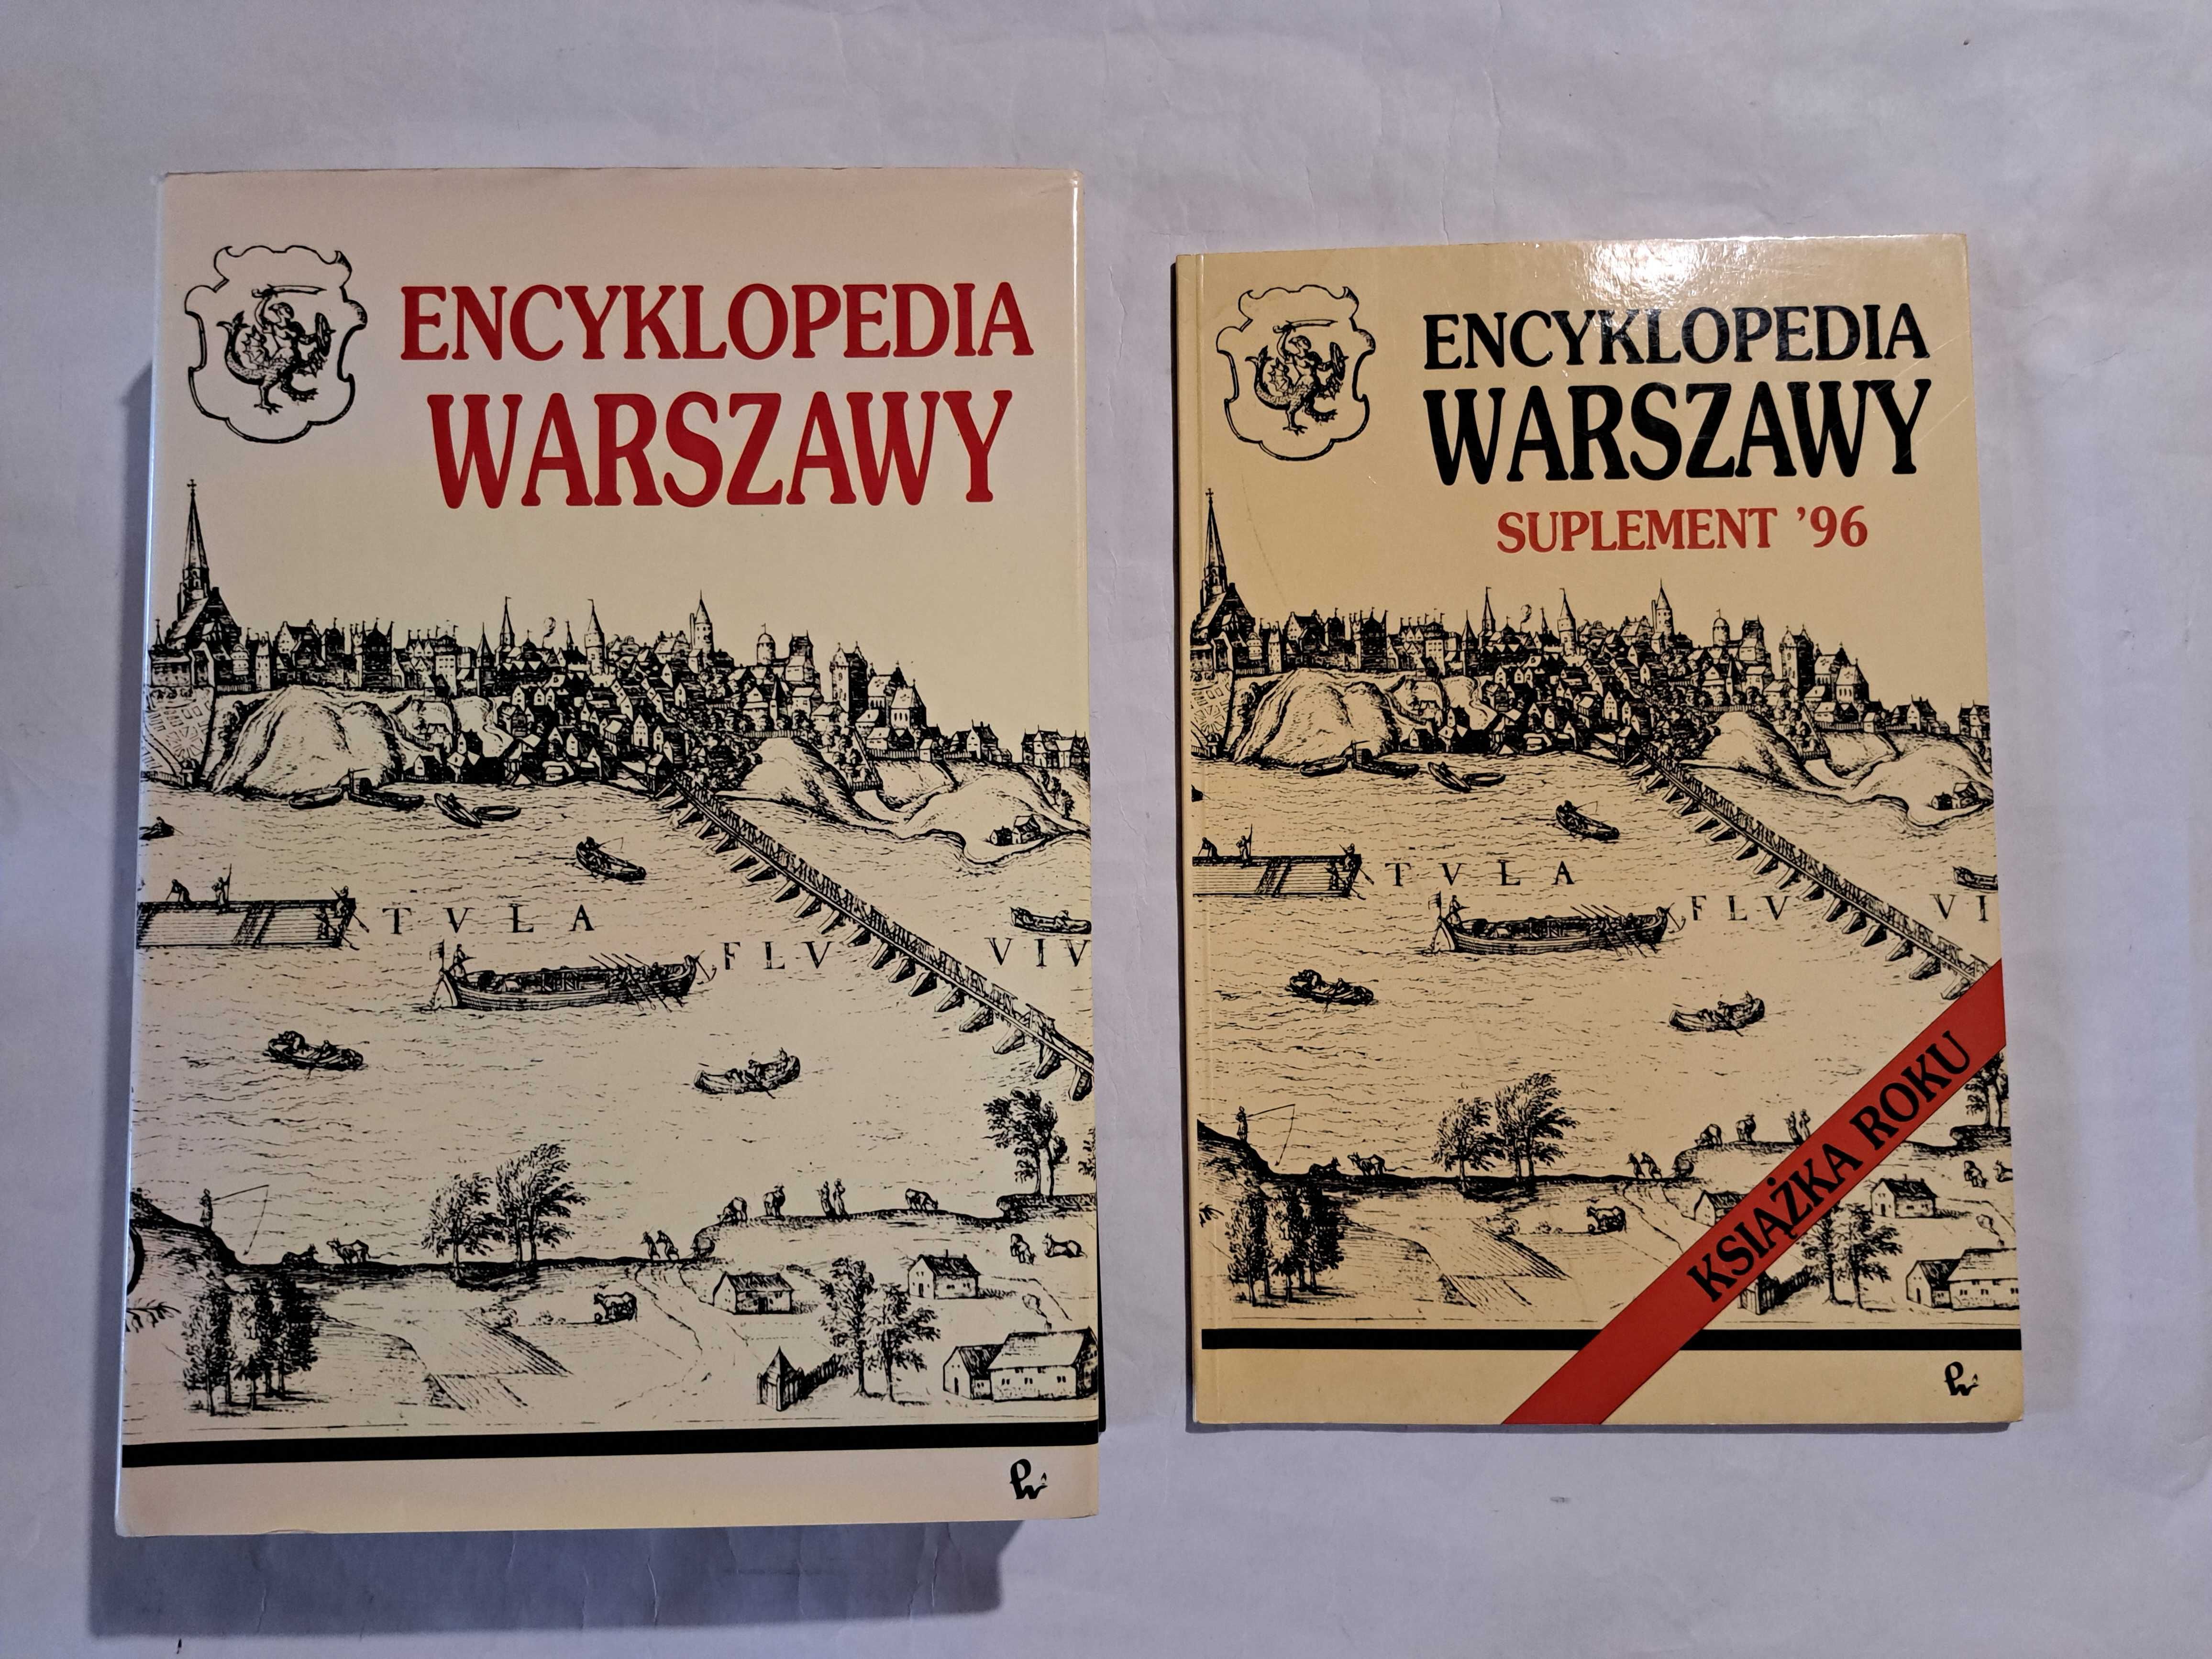 ENCYKLOPEDIA
WARSZAWY
TVLA
FLV VIV
ENCYKLOPEDIA
WARSZAWY
SUPLEMENT '96
TVLA
FLV VI
KSIĄŻKA ROKU